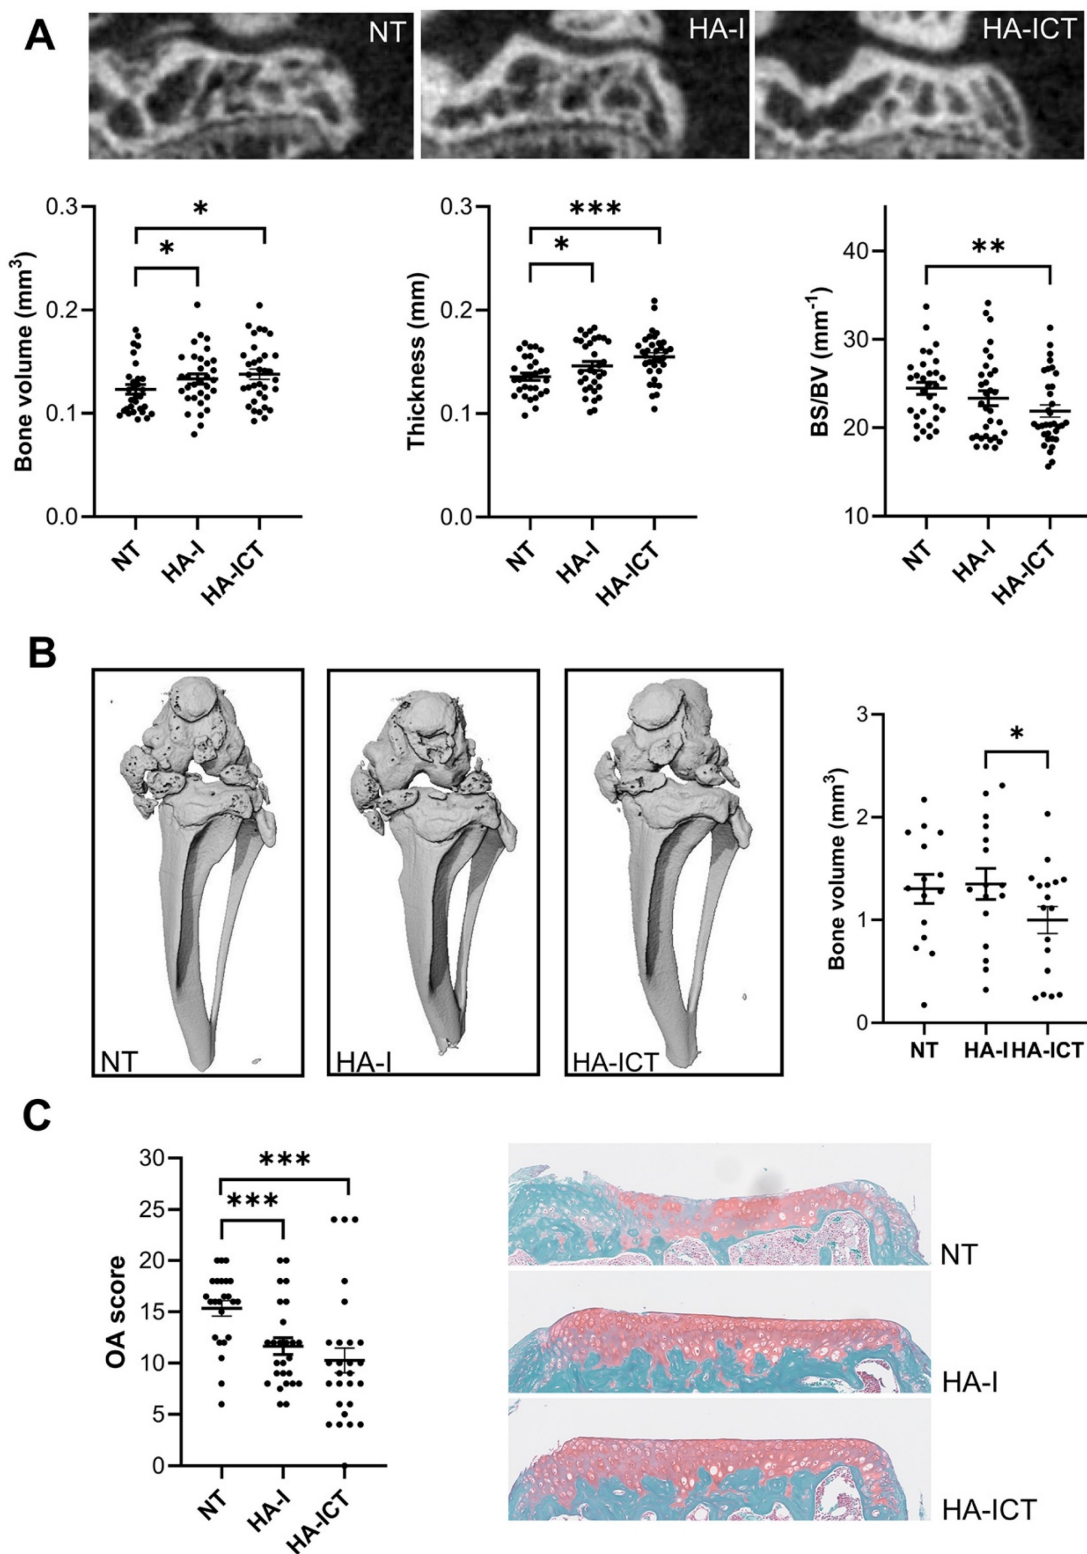 A
NT
HA-I
HA-ICT
Bone volume (mm³)
0.3
0.2
0.1
0.0
*
*
NT
HA-I
HA-ICT
Thickness (mm)
0.3
0.2
0.1
0.0
***
*
NT
HA-I
HA-ICT
BS/BV (mm⁻¹)
40
30
20
10
**
NT
HA-I
HA-ICT
B
NT
HA-I
HA-ICT
Bone volume (mm³)
3
2
1
0
*
NT
HA-I
HA-ICT
C
OA score
30
25
20
15
10
5
0
***
***
NT
HA-I
HA-ICT
NT
HA-I
HA-ICT